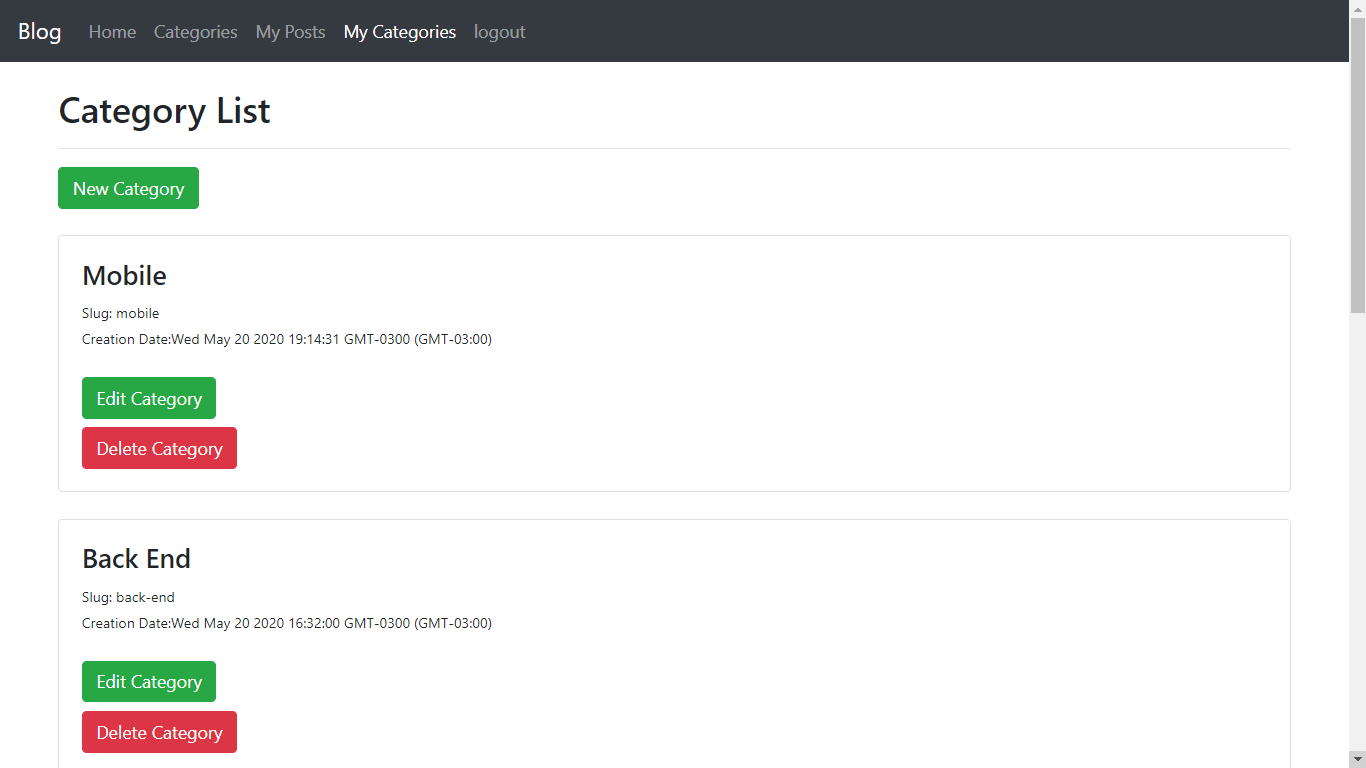 Blog Home Categories My Posts My Categories logout
Category List
New Category
Mobile
Slug: mobile
Creation Date:Wed May 20 2020 19:14:31 GMT-0300 (GMT-03:00)
Edit Category
Delete Category
Back End
Slug: back-end
Creation Date:Wed May 20 2020 16:32:00 GMT-0300 (GMT-03:00)
Edit Category
Delete Category